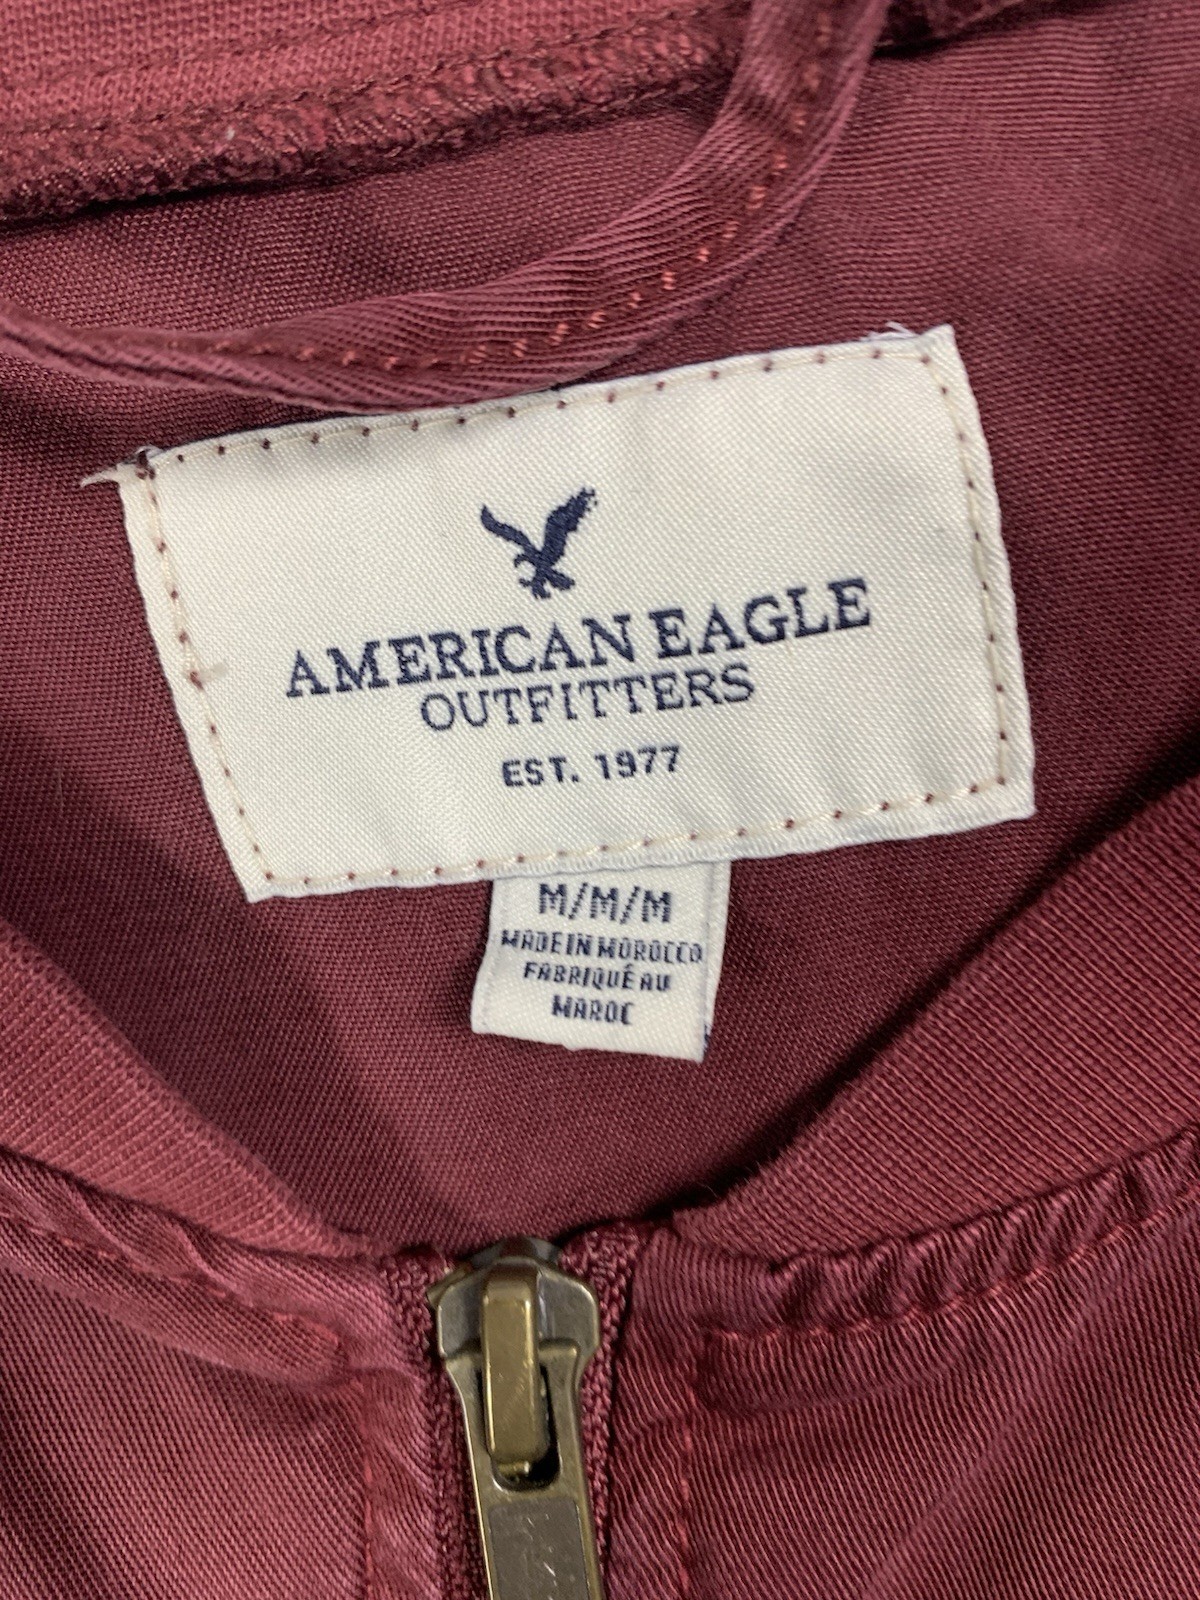 AMERICAN EAGLE
OUTFITTERS
EST. 1977
M/M/M
MADE IN MOROCCO
FABRIQUÉ AU
MAROC